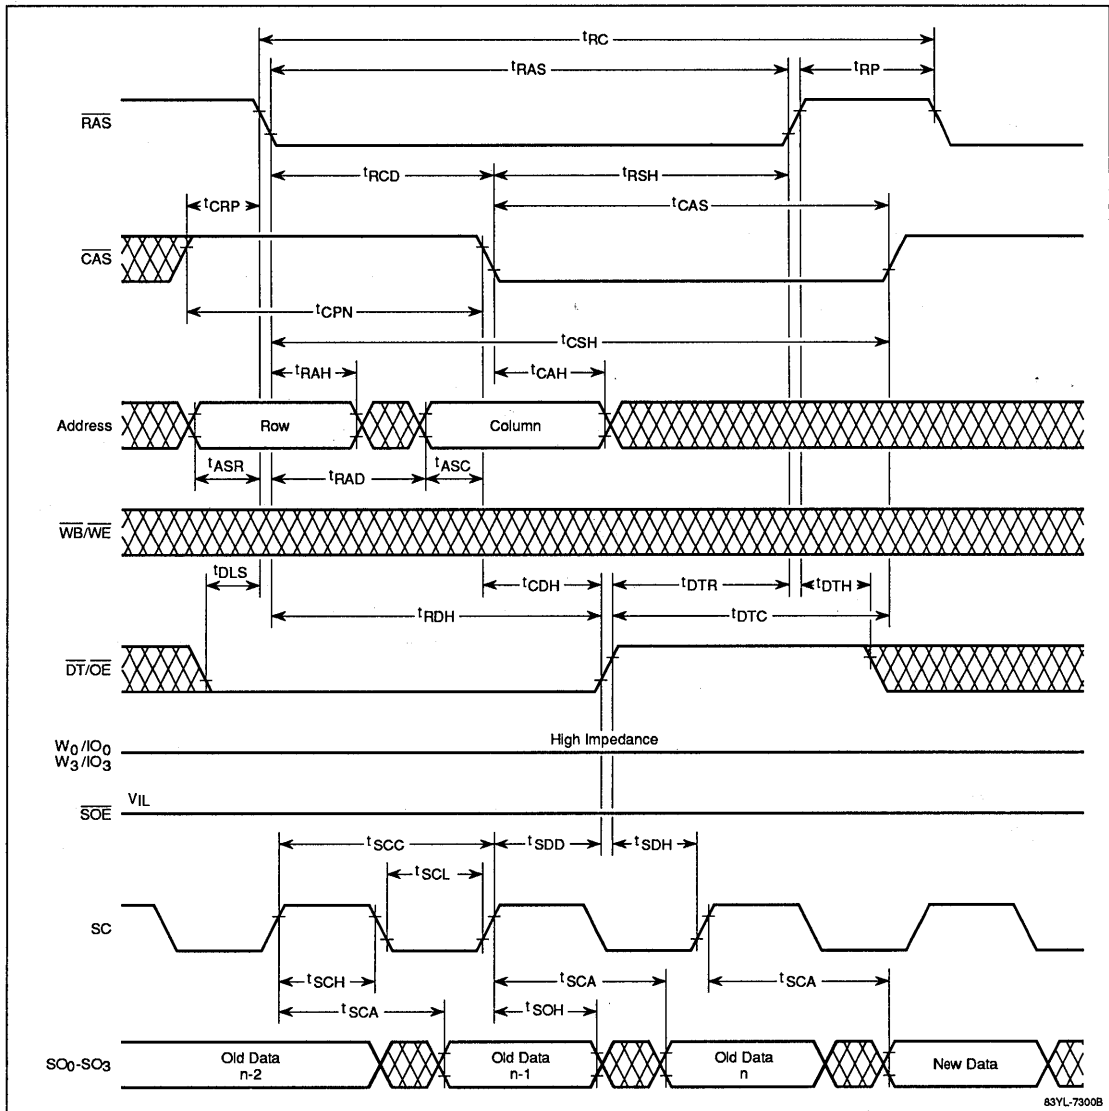 tRC
tRAS
tRP
RAS
tRCD
tRSH
tCRP
tCAS
CAS
tCPN
tCSH
tRAH
tCAH
Address
Row
Column
tASR
tRAD
tASC
WB/WE
tDLS
tCDH
tDTR
tDTH
tRDH
tDTC
DT/OE
High Impedance
W0/IO0
W3/IO3
VIL
SOE
tSCC
tSDD
tSDH
tSCL
SC
tSCH
tSCA
tSCA
tSCA
tSOH
SO0-SO3
Old Data
n-2
Old Data
n-1
Old Data
n
New Data
83YL-7300B